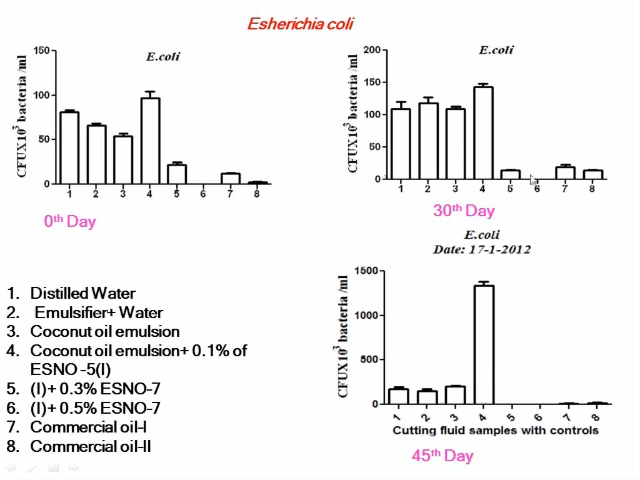 Esherichia coli
E.coli
CFUX10³ bacteria /ml
150
100
50
0
1 2 3 4 5 6 7 8
0th Day
E.coli
CFUX10³ bacteria /ml
200
150
100
50
0
1 2 3 4 5 6 7 8
30th Day
E.coli
Date: 17-1-2012
CFUX10³ bacteria /ml
1500
1000
500
0
1 2 3 4 5 6 7 8
Cutting fluid samples with controls
45th Day
1. Distilled Water
2. Emulsifier+ Water
3. Coconut oil emulsion
4. Coconut oil emulsion+ 0.1% of
ESNO -5(I)
5. (I)+ 0.3% ESNO-7
6. (I)+ 0.5% ESNO-7
7. Commercial oil-I
8. Commercial oil-II